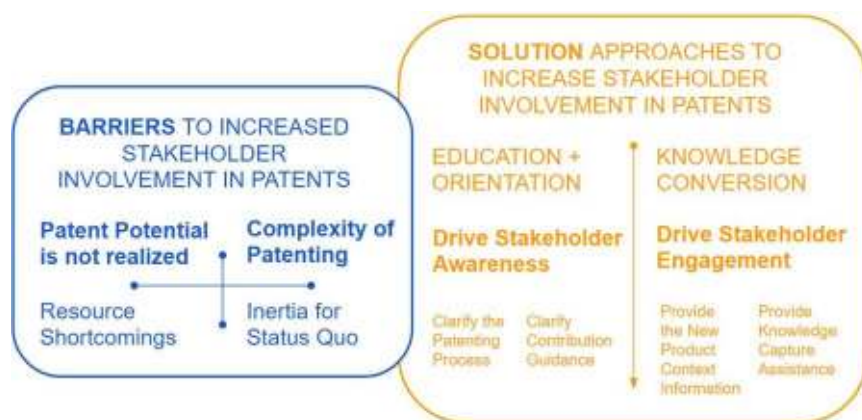 BARRIERS TO INCREASED
STAKEHOLDER
INVOLVEMENT IN PATENTS
Patent Potential
is not realized
Complexity of
Patenting
Resource
Shortcomings
Inertia for
Status Quo
SOLUTION APPROACHES TO
INCREASE STAKEHOLDER
INVOLVEMENT IN PATENTS
EDUCATION +
ORIENTATION
Drive Stakeholder
Awareness
Clarify the
Patenting
Process
Clarify
Contribution
Guidance
KNOWLEDGE
CONVERSION
Drive Stakeholder
Engagement
Provide
the New
Product
Context
Information
Provide
Knowledge
Capture
Assistance